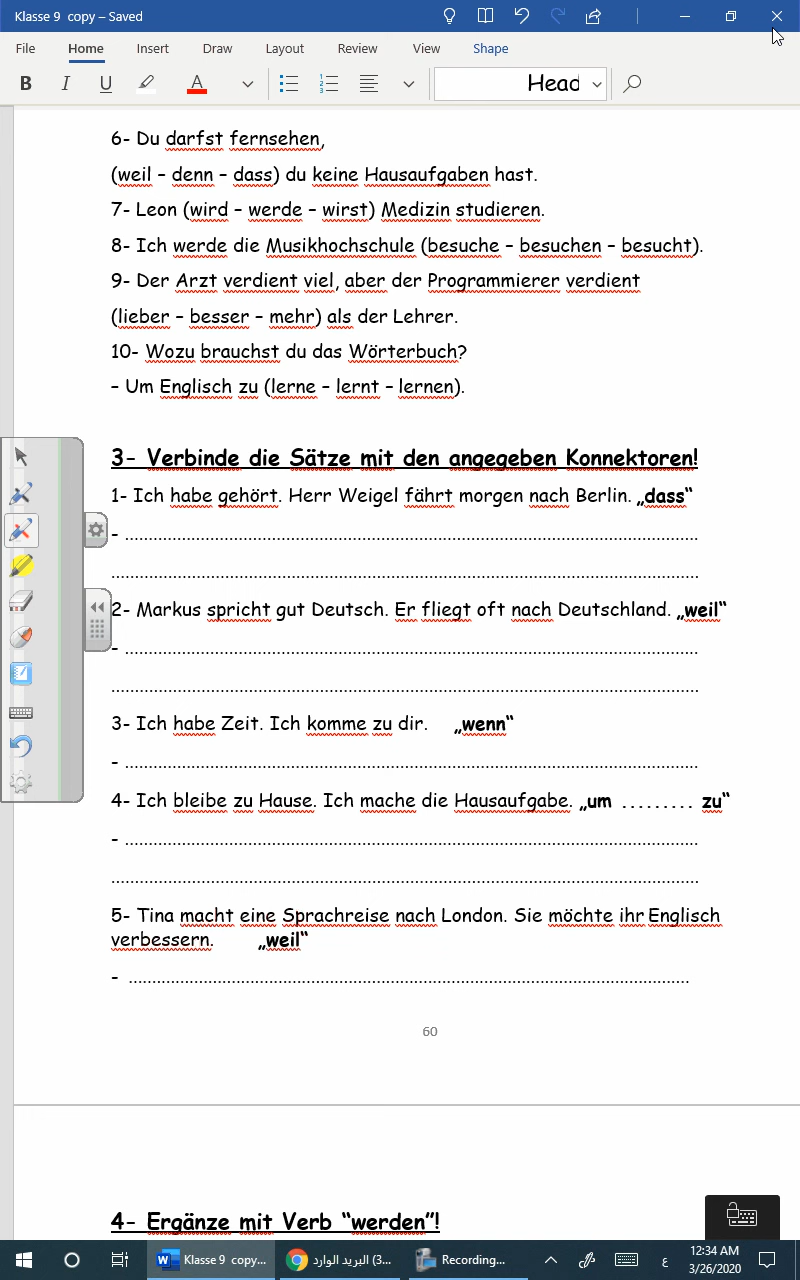 Klasse 9 copy – Saved
File Home Insert Draw Layout Review View Shape
B I U A Head
6- Du darfst fernsehen,
(weil – denn – dass) du keine Hausaufgaben hast.
7- Leon (wird – werde – wirst) Medizin studieren.
8- Ich werde die Musikhochschule (besuche – besuchen – besucht).
9- Der Arzt verdient viel, aber der Programmierer verdient
(lieber – besser – mehr) als der Lehrer.
10- Wozu brauchst du das Wörterbuch?
– Um Englisch zu (lerne – lernt – lernen).
3- Verbinde die Sätze mit den angegeben Konnektoren!
1- Ich habe gehört. Herr Weigel fährt morgen nach Berlin. „dass“
- ........................................................................
........................................................................
2- Markus spricht gut Deutsch. Er fliegt oft nach Deutschland. „weil“
- ........................................................................
........................................................................
3- Ich habe Zeit. Ich komme zu dir. „wenn“
- ........................................................................
4- Ich bleibe zu Hause. Ich mache die Hausaufgabe. „um ......... zu“
- ........................................................................
........................................................................
5- Tina macht eine Sprachreise nach London. Sie möchte ihr Englisch
verbessern. „weil“
- ........................................................................
60
4- Ergänze mit Verb “werden”!
Klasse 9 copy... البريد الوارد (3... Recording... ع 12:34 AM
3/26/2020